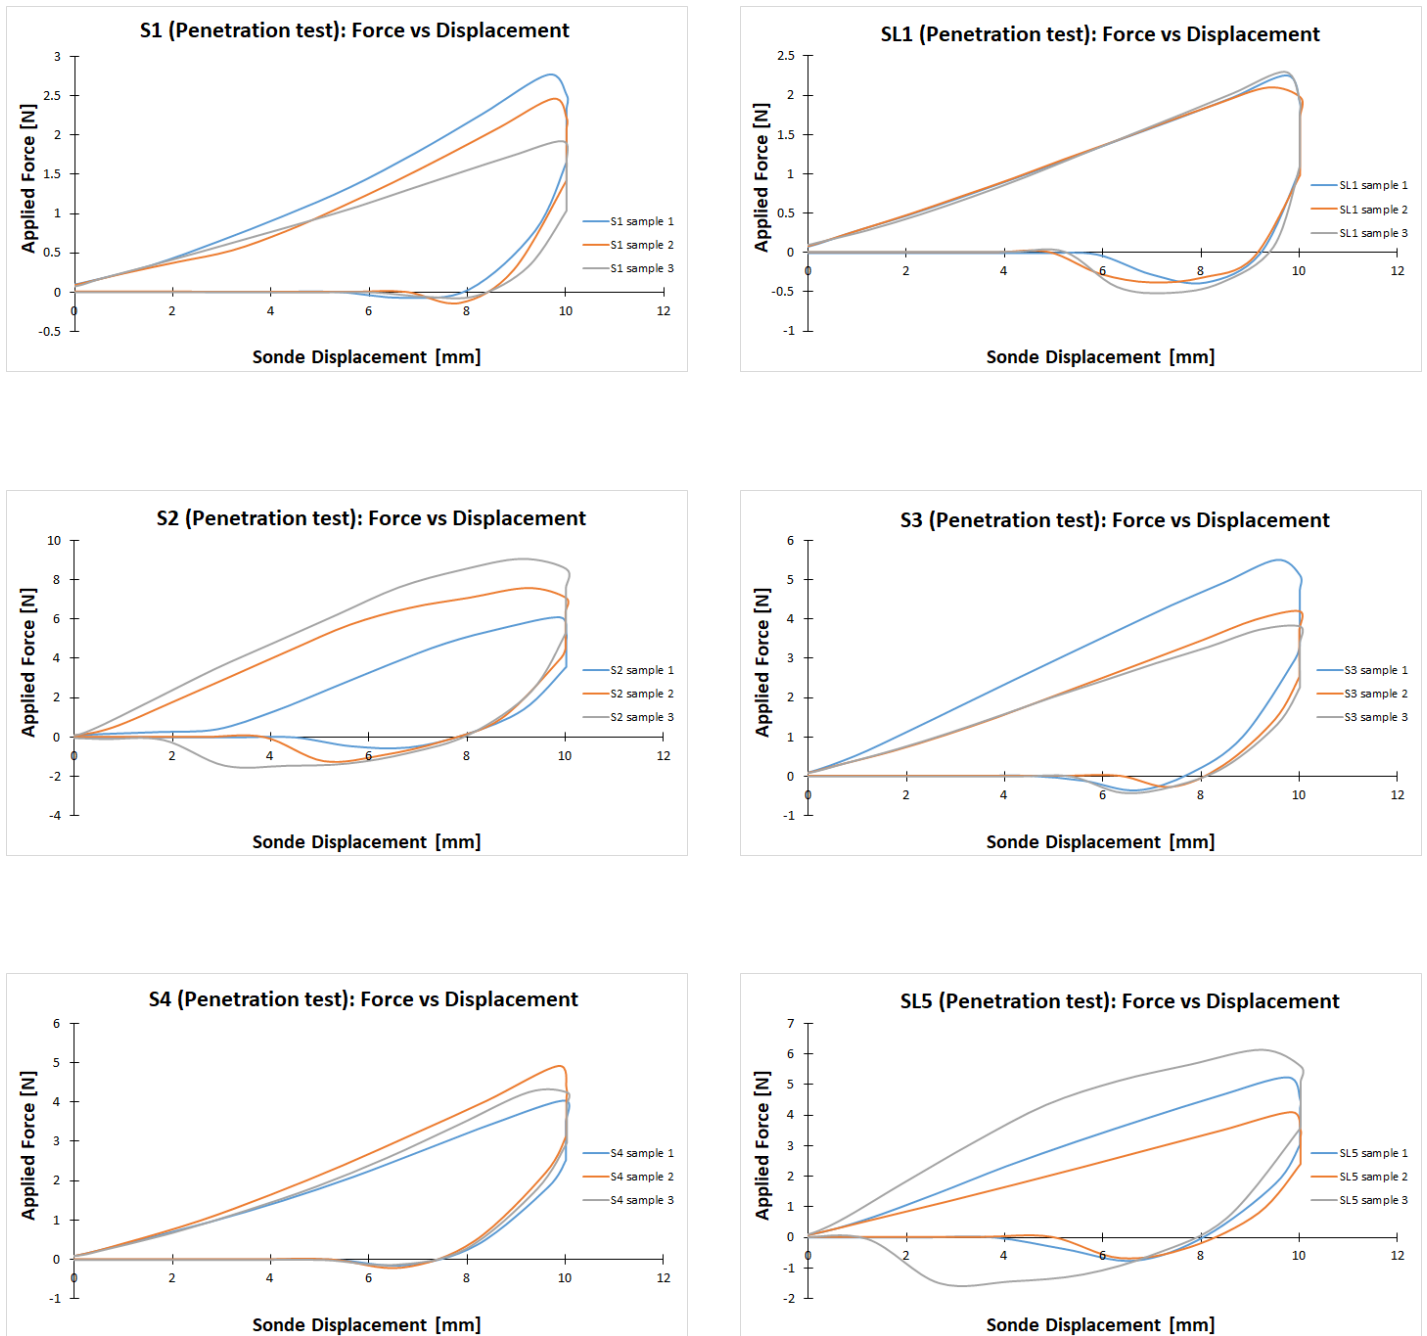 S1 (Penetration test): Force vs Displacement
Applied Force [N]
3
2.5
2
1.5
1
0.5
0
-0.5
0 2 4 6 8 10 12
Sonde Displacement [mm]
S1 sample 1
S1 sample 2
S1 sample 3
SL1 (Penetration test): Force vs Displacement
Applied Force [N]
2.5
2
1.5
1
0.5
0
-0.5
-1
0 2 4 6 8 10 12
Sonde Displacement [mm]
SL1 sample 1
SL1 sample 2
SL1 sample 3
S2 (Penetration test): Force vs Displacement
Applied Force [N]
10
8
6
4
2
0
-2
-4
0 2 4 6 8 10 12
Sonde Displacement [mm]
S2 sample 1
S2 sample 2
S2 sample 3
S3 (Penetration test): Force vs Displacement
Applied Force [N]
6
5
4
3
2
1
0
-1
0 2 4 6 8 10 12
Sonde Displacement [mm]
S3 sample 1
S3 sample 2
S3 sample 3
S4 (Penetration test): Force vs Displacement
Applied Force [N]
6
5
4
3
2
1
0
-1
0 2 4 6 8 10 12
Sonde Displacement [mm]
S4 sample 1
S4 sample 2
S4 sample 3
SL5 (Penetration test): Force vs Displacement
Applied Force [N]
7
6
5
4
3
2
1
0
-1
-2
0 2 4 6 8 10 12
Sonde Displacement [mm]
SL5 sample 1
SL5 sample 2
SL5 sample 3